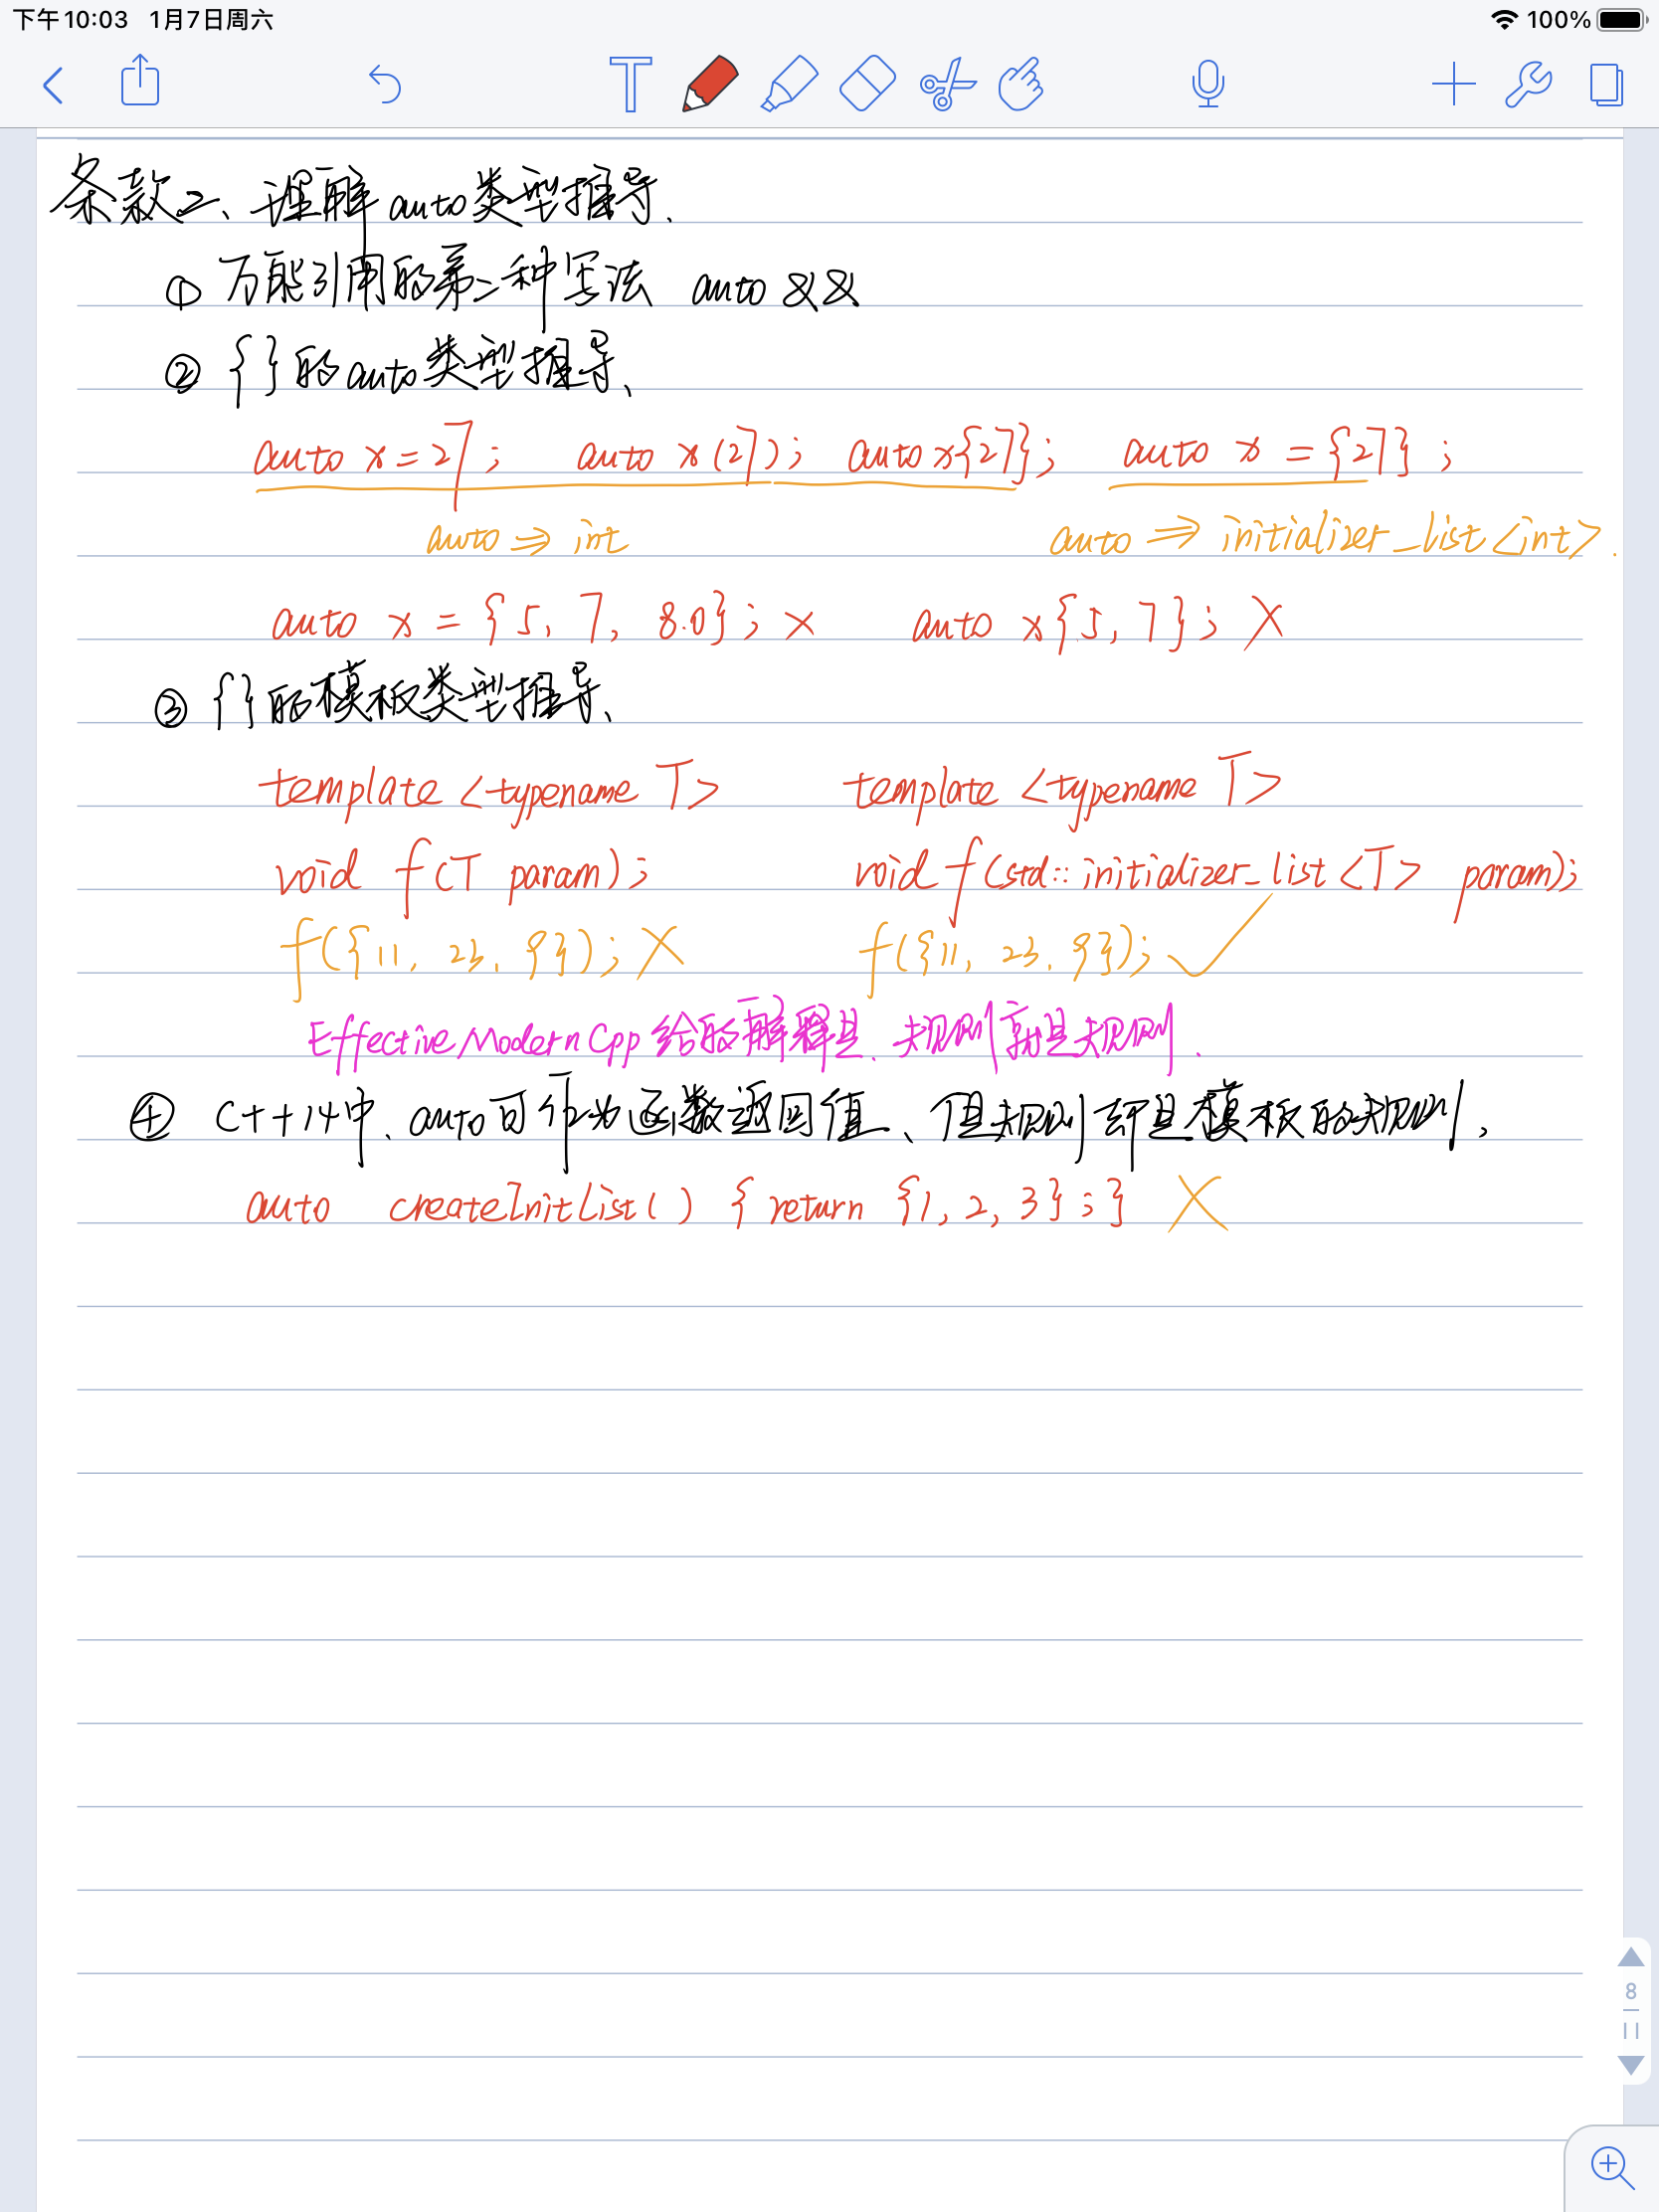 下午10:03 1月7日周六
100%
条款二、理解auto类型推导.
① 万能引用的第二种写法 auto &&
② {}的auto类型推导、
auto x=27; auto x(27); auto x{27}; auto x = {27};
auto ⇒ int auto ⇒ initializer_list<int>.
auto x = {5, 7, 8.0}; × auto x{5, 7}; ×
③ {}的模板类型推导、
template <typename T> template <typename T>
void f(T param); void f(std::initializer_list<T> param);
f({11, 23, 9}); × f({11, 23, 9}); ✓
Effective Modern Cpp 给的解释是. 规则就是规则.
④ C++14中、auto可作为函数返回值、但规则却是模板的规则,
auto createInitList() { return {1, 2, 3};} ×
8
11